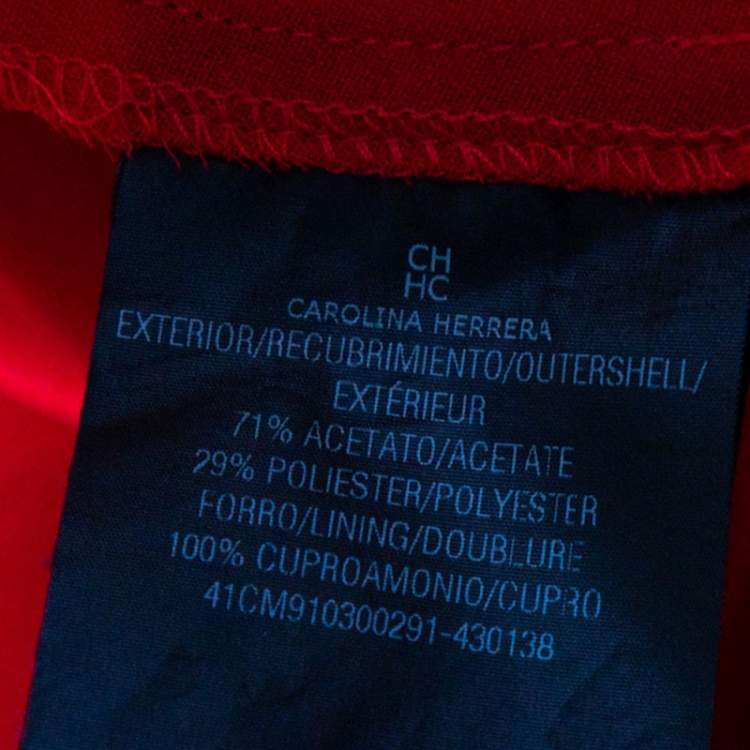 CH
HC
CAROLINA HERRERA
EXTERIOR/RECUBRIMIENTO/OUTERSHELL/
EXTÉRIEUR
71% ACETATO/ACETATE
29% POLIESTER/POLYESTER
FORRO/LINING/DOUBLURE
100% CUPROAMONIO/CUPRO
41CM910300291-430138